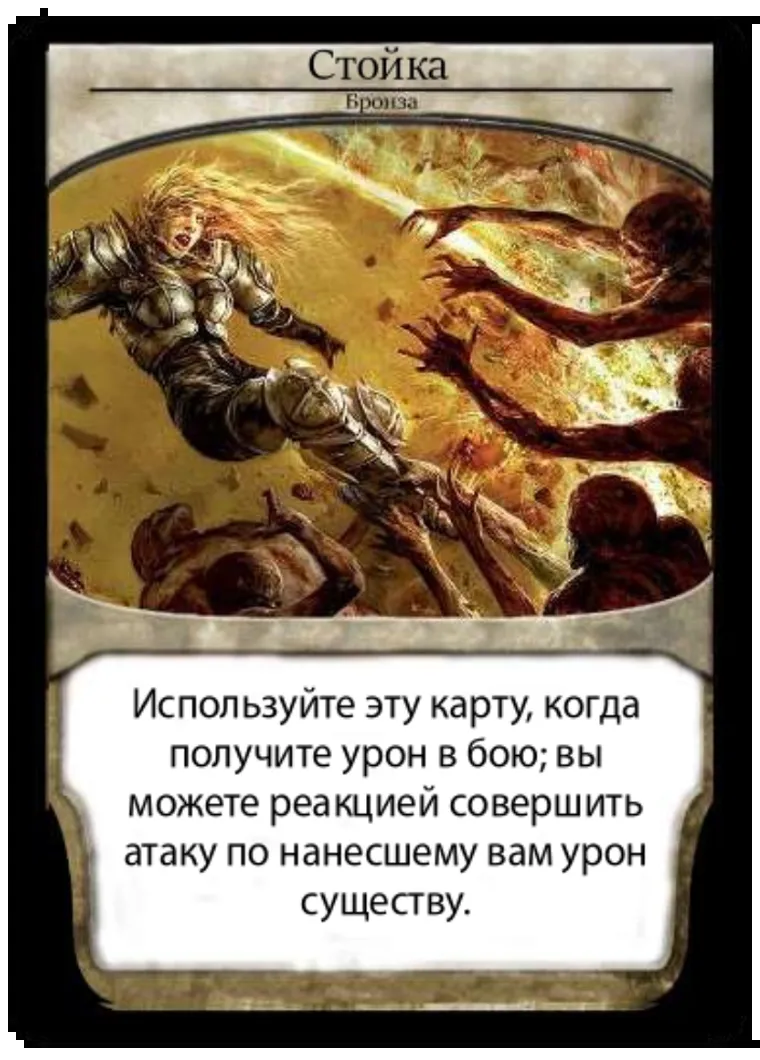 Стойка
Бронза
Используйте эту карту, когда
получите урон в бою; вы
можете реакцией совершить
атаку по нанесшему вам урон
существу.